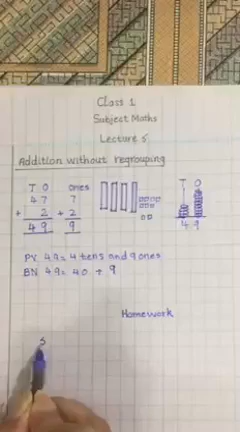 Class 1
Subject Maths
Lecture 5
Addition without regrouping
T O ones T O
4 7 7
+ 2 + 2
4 9 9 4 9
PV 49= 4 tens and 9 ones
BN 49= 40 + 9
Homework
5